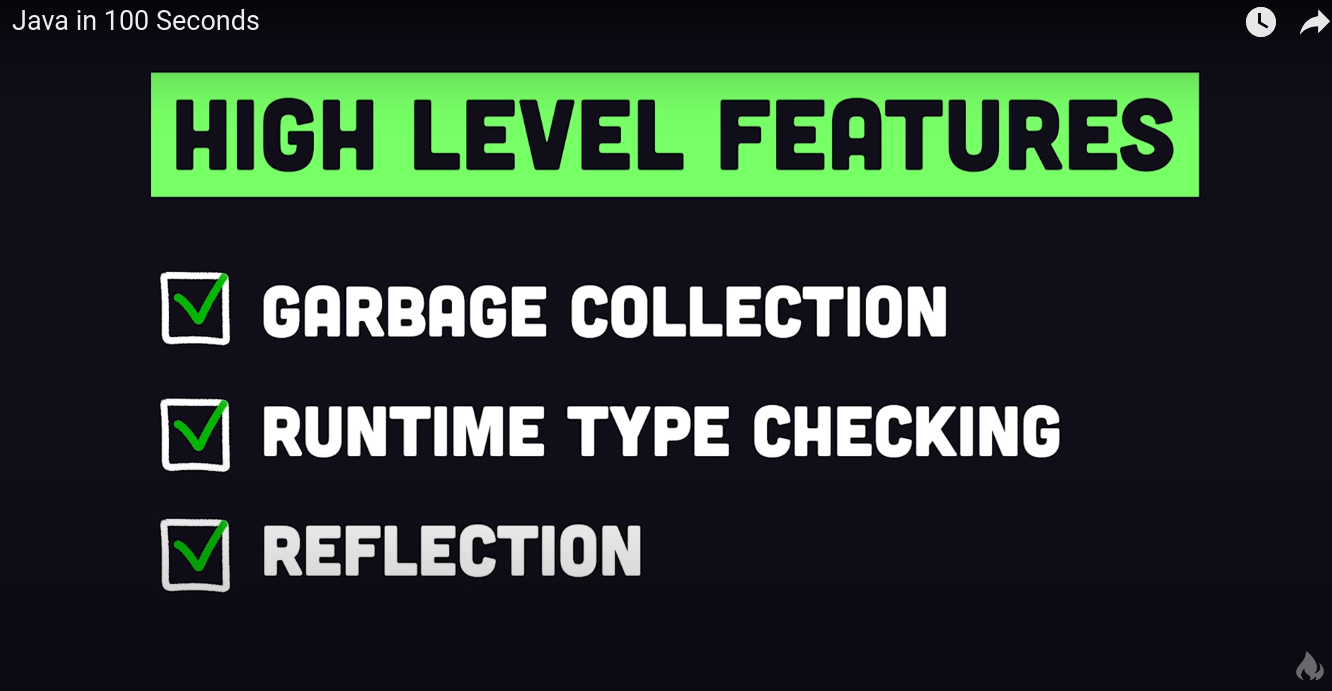 Java in 100 Seconds
HIGH LEVEL FEATURES
GARBAGE COLLECTION
RUNTIME TYPE CHECKING
REFLECTION